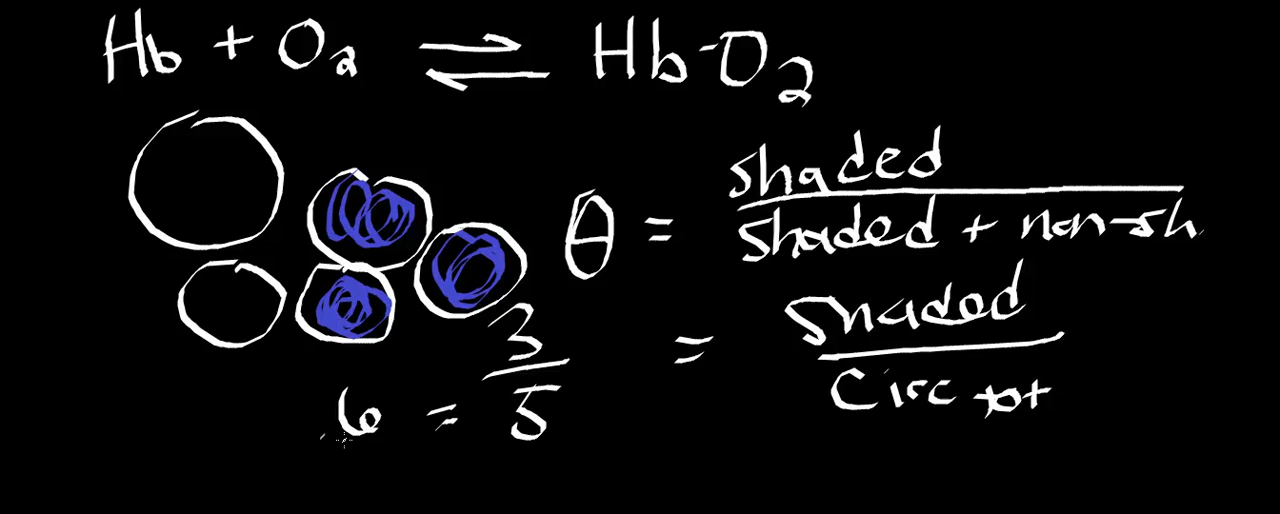 Hb + O2 ⇌ Hb-O2
shaded
θ = shaded + non-sh
shaded
= Circ tot
3
.6 = 5